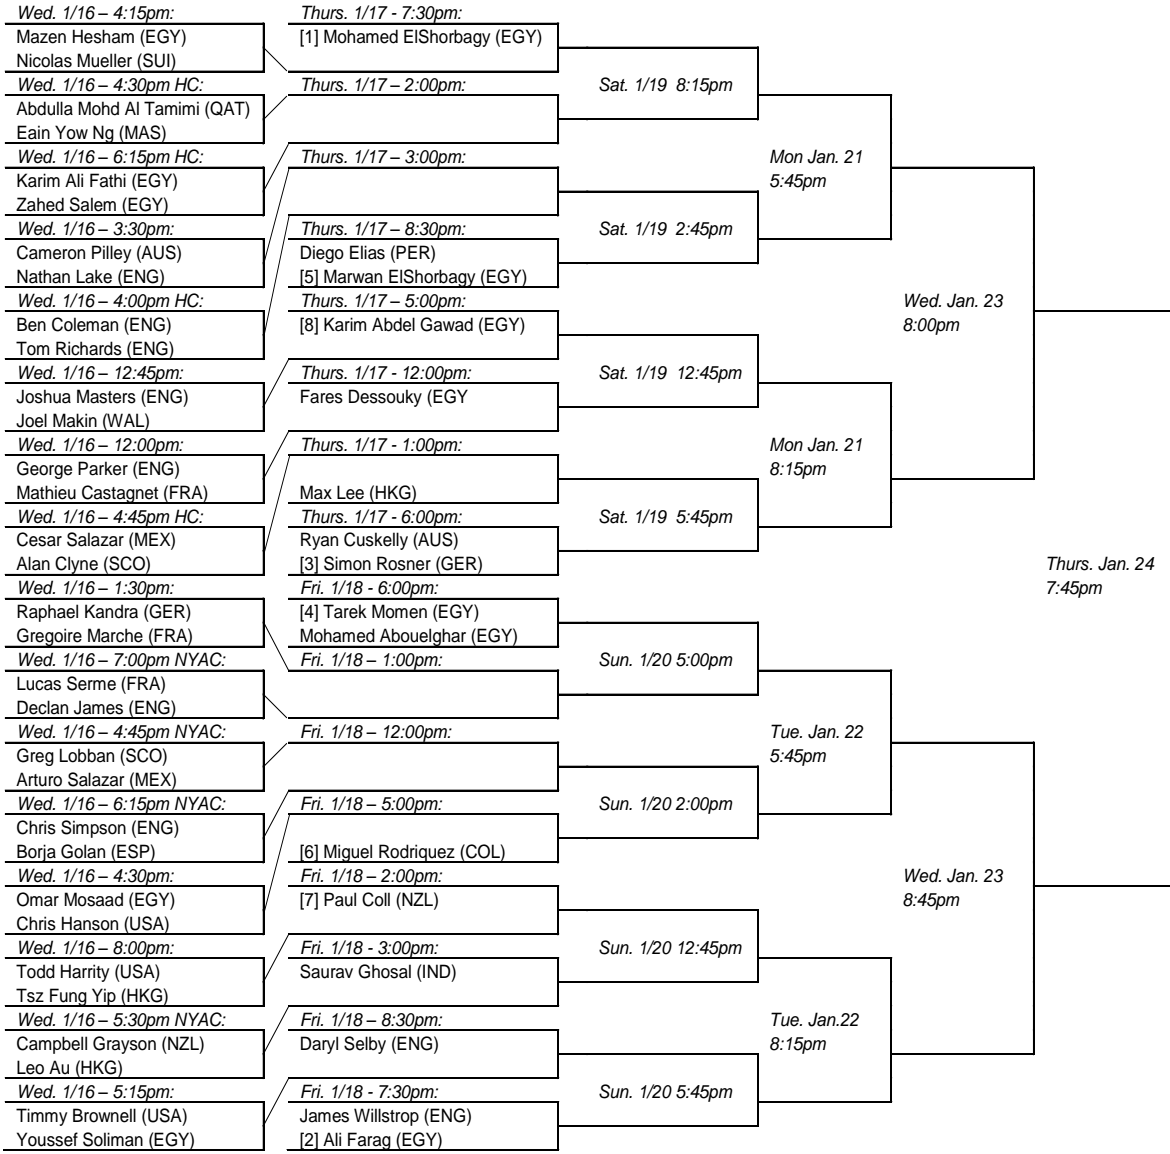 Wed. 1/16 – 4:15pm:
Mazen Hesham (EGY)
Nicolas Mueller (SUI)
Wed. 1/16 – 4:30pm HC:
Abdulla Mohd Al Tamimi (QAT)
Eain Yow Ng (MAS)
Wed. 1/16 – 6:15pm HC:
Karim Ali Fathi (EGY)
Zahed Salem (EGY)
Wed. 1/16 – 3:30pm:
Cameron Pilley (AUS)
Nathan Lake (ENG)
Wed. 1/16 – 4:00pm HC:
Ben Coleman (ENG)
Tom Richards (ENG)
Wed. 1/16 – 12:45pm:
Joshua Masters (ENG)
Joel Makin (WAL)
Wed. 1/16 – 12:00pm:
George Parker (ENG)
Mathieu Castagnet (FRA)
Wed. 1/16 – 4:45pm HC:
Cesar Salazar (MEX)
Alan Clyne (SCO)
Wed. 1/16 – 1:30pm:
Raphael Kandra (GER)
Gregoire Marche (FRA)
Wed. 1/16 – 7:00pm NYAC:
Lucas Serme (FRA)
Declan James (ENG)
Wed. 1/16 – 4:45pm NYAC:
Greg Lobban (SCO)
Arturo Salazar (MEX)
Wed. 1/16 – 6:15pm NYAC:
Chris Simpson (ENG)
Borja Golan (ESP)
Wed. 1/16 – 4:30pm:
Omar Mosaad (EGY)
Chris Hanson (USA)
Wed. 1/16 – 8:00pm:
Todd Harrity (USA)
Tsz Fung Yip (HKG)
Wed. 1/16 – 5:30pm NYAC:
Campbell Grayson (NZL)
Leo Au (HKG)
Wed. 1/16 – 5:15pm:
Timmy Brownell (USA)
Youssef Soliman (EGY)
Thurs. 1/17 - 7:30pm:
[1] Mohamed ElShorbagy (EGY)
Thurs. 1/17 – 2:00pm:
Thurs. 1/17 – 3:00pm:
Thurs. 1/17 – 8:30pm:
Diego Elias (PER)
[5] Marwan ElShorbagy (EGY)
Thurs. 1/17 – 5:00pm:
[8] Karim Abdel Gawad (EGY)
Thurs. 1/17 - 12:00pm:
Fares Dessouky (EGY
Thurs. 1/17 - 1:00pm:
Max Lee (HKG)
Thurs. 1/17 - 6:00pm:
Ryan Cuskelly (AUS)
[3] Simon Rosner (GER)
Fri. 1/18 - 6:00pm:
[4] Tarek Momen (EGY)
Mohamed Abouelghar (EGY)
Fri. 1/18 – 1:00pm:
Fri. 1/18 – 12:00pm:
Fri. 1/18 – 5:00pm:
[6] Miguel Rodriquez (COL)
Fri. 1/18 – 2:00pm:
[7] Paul Coll (NZL)
Fri. 1/18 - 3:00pm:
Saurav Ghosal (IND)
Fri. 1/18 – 8:30pm:
Daryl Selby (ENG)
Fri. 1/18 - 7:30pm:
James Willstrop (ENG)
[2] Ali Farag (EGY)
Sat. 1/19 8:15pm
Sat. 1/19 2:45pm
Sat. 1/19 12:45pm
Sat. 1/19 5:45pm
Sun. 1/20 5:00pm
Sun. 1/20 2:00pm
Sun. 1/20 12:45pm
Sun. 1/20 5:45pm
Mon Jan. 21
5:45pm
Mon Jan. 21
8:15pm
Tue. Jan. 22
5:45pm
Tue. Jan.22
8:15pm
Wed. Jan. 23
8:00pm
Wed. Jan. 23
8:45pm
Thurs. Jan. 24
7:45pm